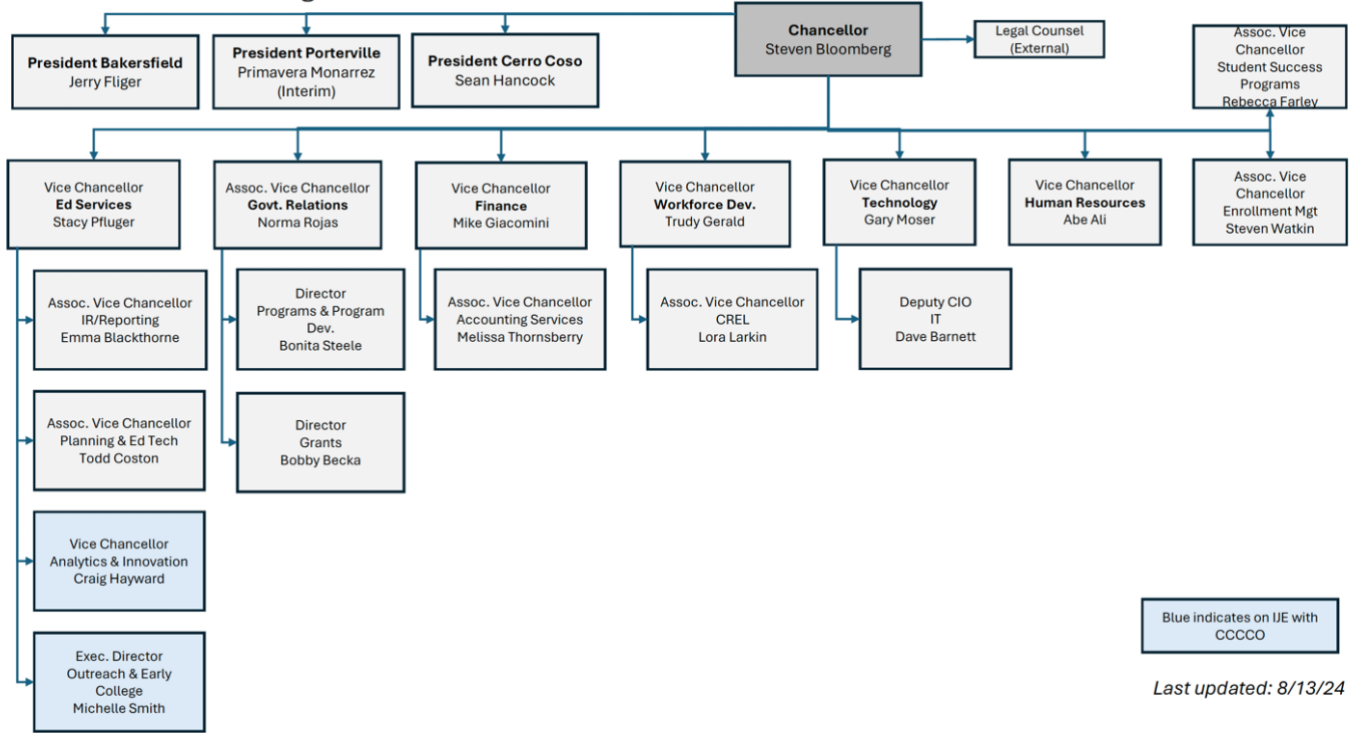 Chancellor
Steven Bloomberg
Legal Counsel
(External)
Assoc. Vice
Chancellor
Student Success
Programs
Rebecca Farley
President Bakersfield
Jerry Fliger
President Porterville
Primavera Monarrez
(Interim)
President Cerro Coso
Sean Hancock
Vice Chancellor
Ed Services
Stacy Pfluger
Assoc. Vice Chancellor
Govt. Relations
Norma Rojas
Vice Chancellor
Finance
Mike Giacomini
Vice Chancellor
Workforce Dev.
Trudy Gerald
Vice Chancellor
Technology
Gary Moser
Vice Chancellor
Human Resources
Abe Ali
Assoc. Vice
Chancellor
Enrollment Mgt
Steven Watkin
Assoc. Vice Chancellor
IR/Reporting
Emma Blackthorne
Director
Programs & Program
Dev.
Bonita Steele
Assoc. Vice Chancellor
Accounting Services
Melissa Thornsberry
Assoc. Vice Chancellor
CREL
Lora Larkin
Deputy CIO
IT
Dave Barnett
Assoc. Vice Chancellor
Planning & Ed Tech
Todd Coston
Director
Grants
Bobby Becka
Vice Chancellor
Analytics & Innovation
Craig Hayward
Exec. Director
Outreach & Early
College
Michelle Smith
Blue indicates on IJE with
CCCCO
Last updated: 8/13/24